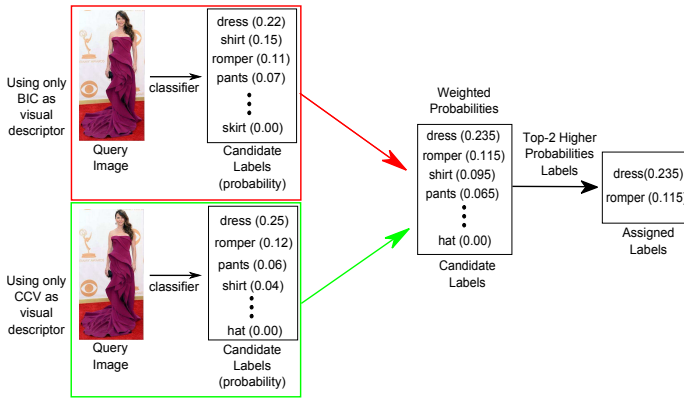 Using only
BIC as
visual
descriptor
Query
Image
classifier
dress (0.22)
shirt (0.15)
romper (0.11)
pants (0.07)
skirt (0.00)
Candidate
Labels
(probability)
Using only
CCV as
visual
descriptor
Query
Image
classifier
dress (0.25)
romper (0.12)
pants (0.06)
shirt (0.04)
hat (0.00)
Candidate
Labels
(probability)
Weighted
Probabilities
dress (0.235)
romper (0.115)
shirt (0.095)
pants (0.065)
hat (0.00)
Candidate
Labels
Top-2 Higher
Probabilities
Labels
dress(0.235)
romper (0.115)
Assigned
Labels